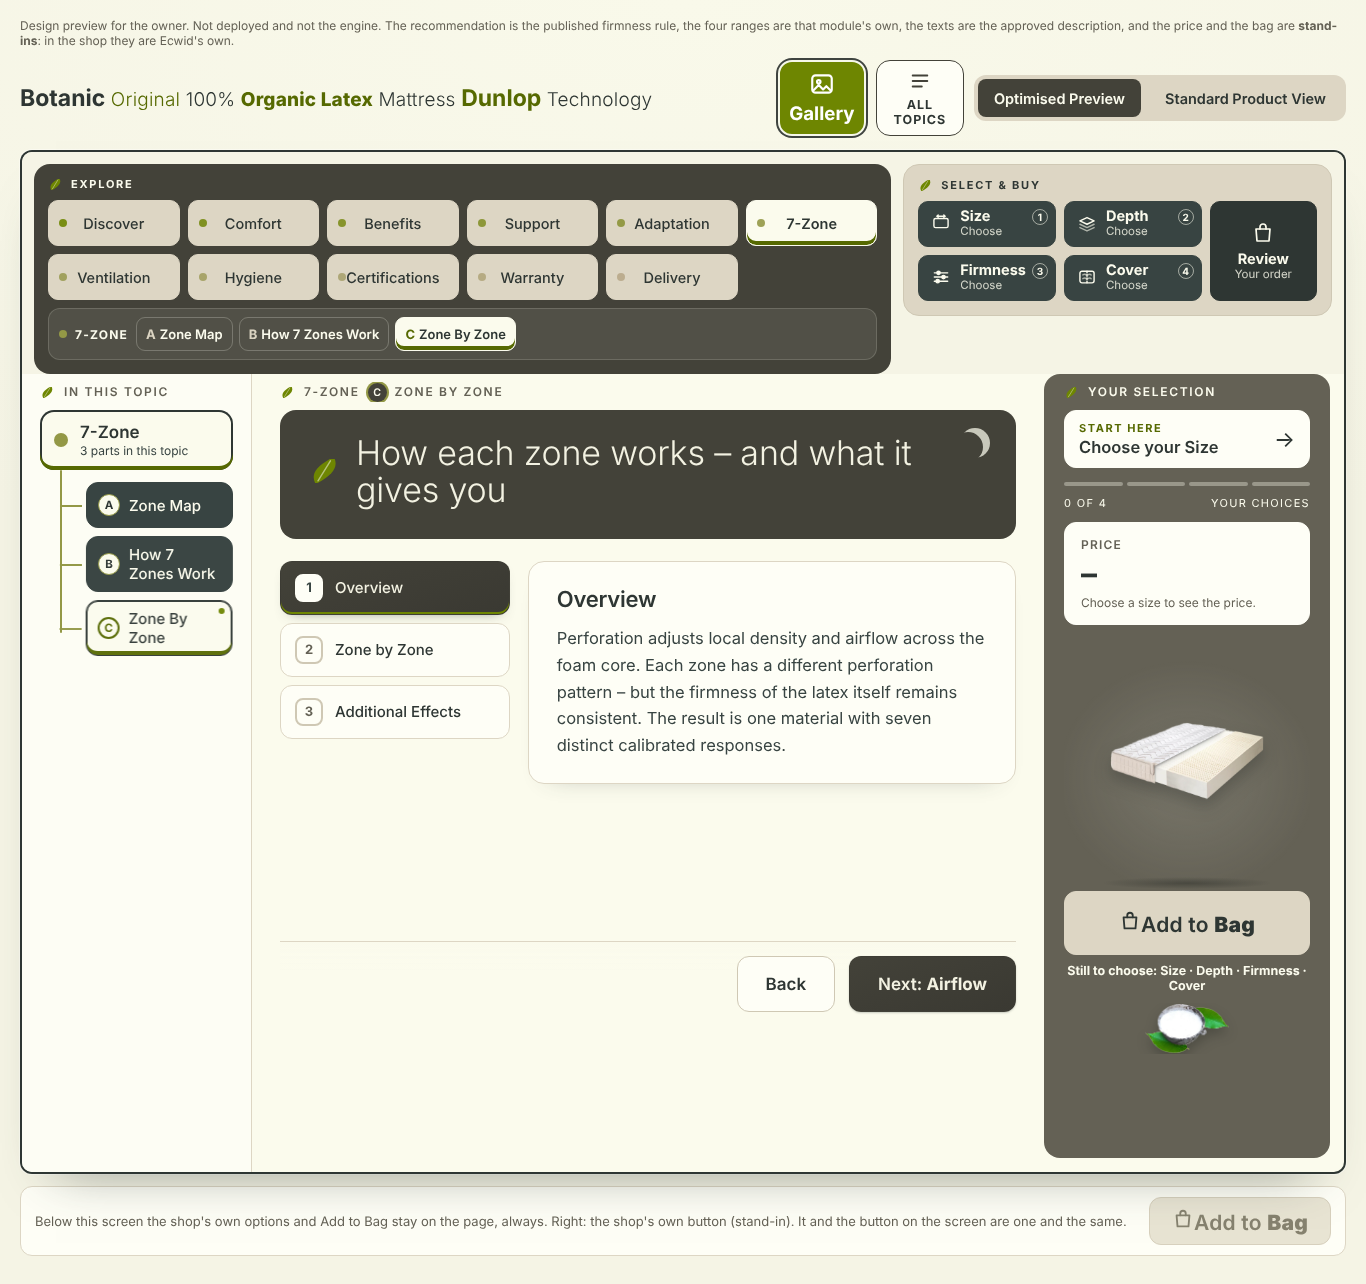 Design preview for the owner. Not deployed and not the engine. The recommendation is the published firmness rule, the four ranges are that module's own, the texts are the approved description, and the price and the bag are stand-
ins: in the shop they are Ecwid's own.
Botanic Original 100% Organic Latex Mattress Dunlop Technology
Gallery
ALL
TOPICS
Optimised Preview
Standard Product View
EXPLORE
Discover
Comfort
Benefits
Support
Adaptation
7-Zone
Ventilation
Hygiene
Certifications
Warranty
Delivery
7-ZONE
A Zone Map
B How 7 Zones Work
C Zone By Zone
SELECT & BUY
Size 1
Choose
Depth 2
Choose
Firmness 3
Choose
Cover 4
Choose
Review
Your order
IN THIS TOPIC
7-Zone
3 parts in this topic
A Zone Map
B How 7
Zones Work
C Zone By
Zone
7-ZONE C ZONE BY ZONE
How each zone works – and what it
gives you
1 Overview
2 Zone by Zone
3 Additional Effects
Overview
Perforation adjusts local density and airflow across the
foam core. Each zone has a different perforation
pattern – but the firmness of the latex itself remains
consistent. The result is one material with seven
distinct calibrated responses.
Back
Next: Airflow
YOUR SELECTION
START HERE
Choose your Size
0 OF 4
YOUR CHOICES
PRICE
–
Choose a size to see the price.
Add to Bag
Still to choose: Size · Depth · Firmness ·
Cover
Below this screen the shop's own options and Add to Bag stay on the page, always. Right: the shop's own button (stand-in). It and the button on the screen are one and the same.
Add to Bag